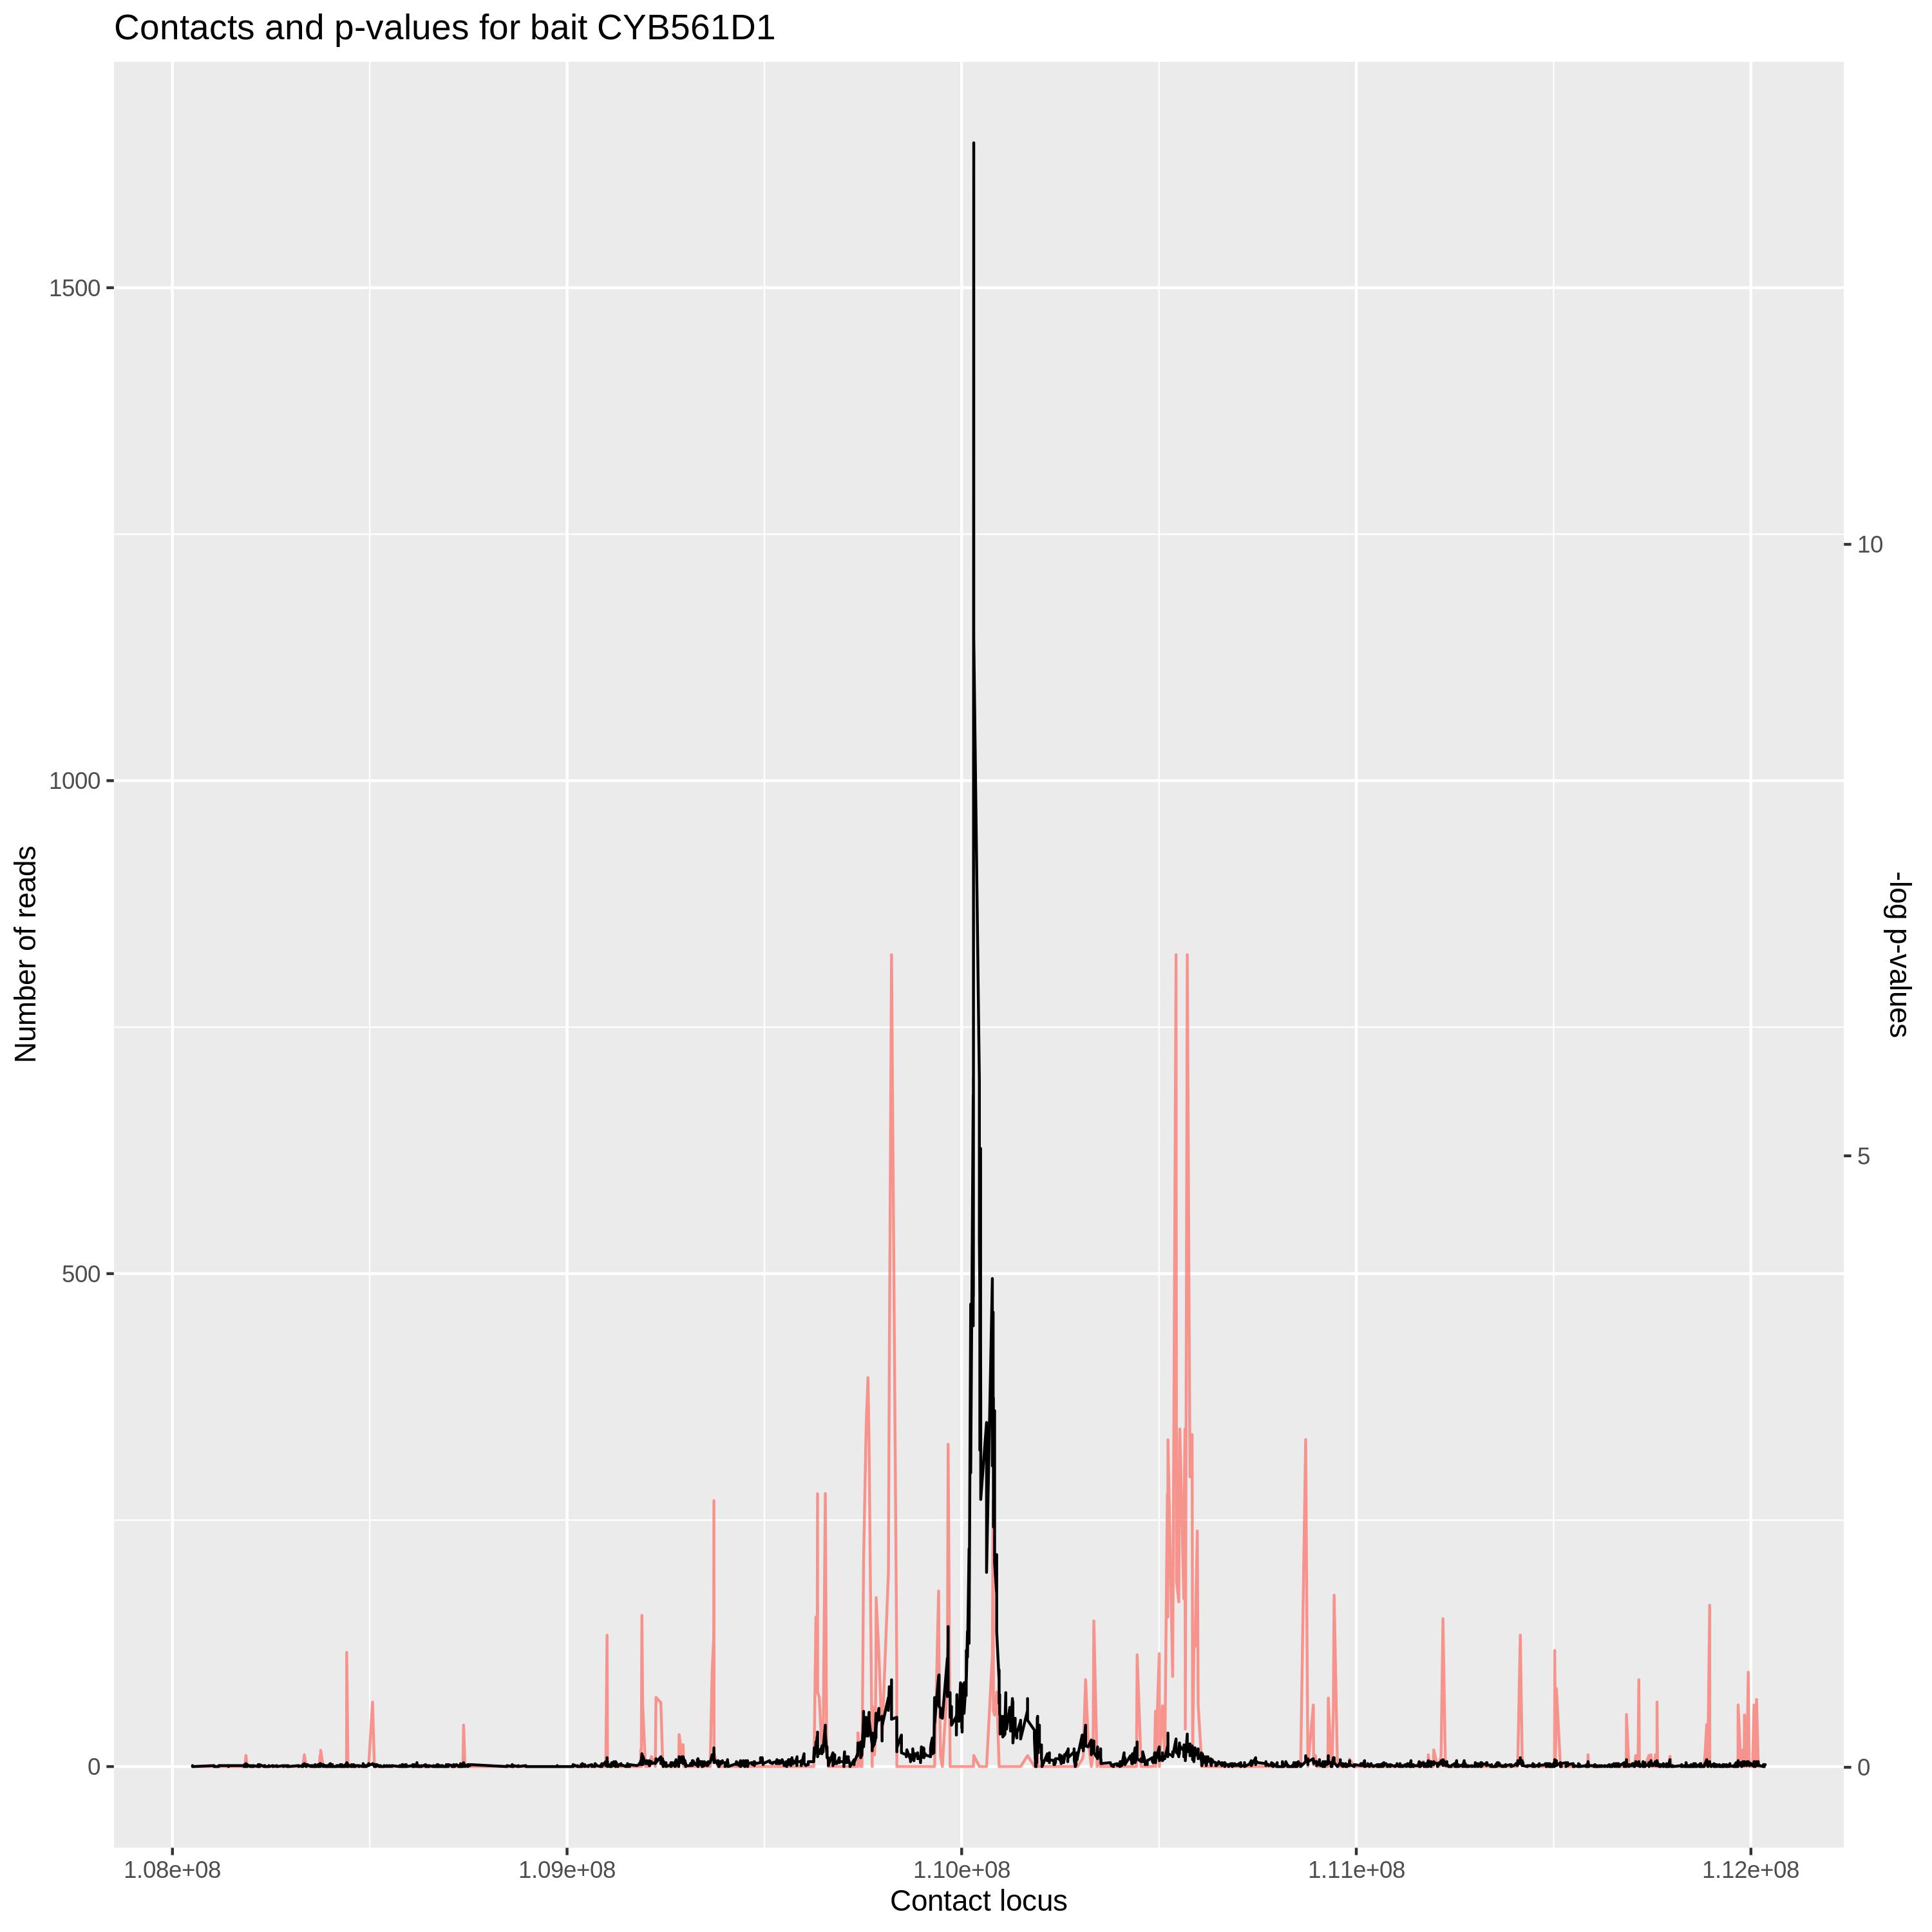 Contacts and p-values for bait CYB561D1
1500
1000
500
0
Number of reads
10
5
0
-log p-values
1.08e+08
1.09e+08
1.10e+08
1.11e+08
1.12e+08
Contact locus